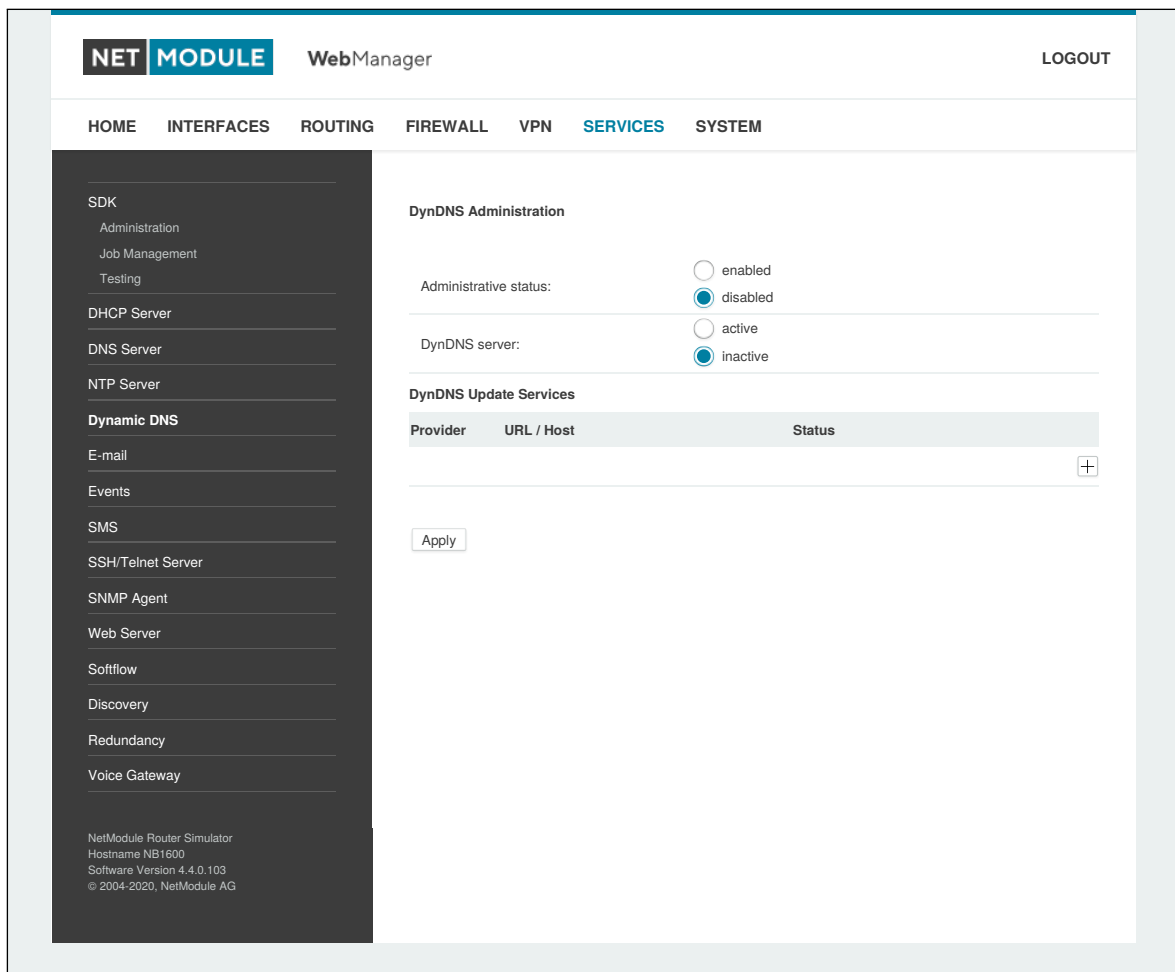 NET MODULE WebManager LOGOUT
HOME INTERFACES ROUTING FIREWALL VPN SERVICES SYSTEM
SDK
Administration
Job Management
Testing
DHCP Server
DNS Server
NTP Server
Dynamic DNS
E-mail
Events
SMS
SSH/Telnet Server
SNMP Agent
Web Server
Softflow
Discovery
Redundancy
Voice Gateway
NetModule Router Simulator
Hostname NB1600
Software Version 4.4.0.103
© 2004-2020, NetModule AG
DynDNS Administration
Administrative status:
enabled
disabled
DynDNS server:
active
inactive
DynDNS Update Services
Provider URL / Host Status
Apply